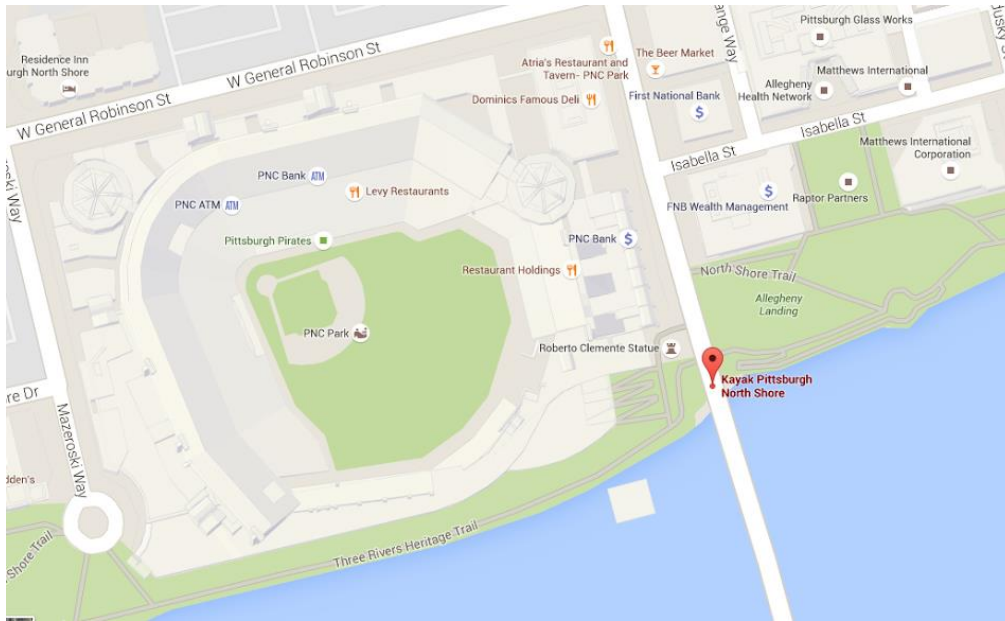 Pittsburgh Glass Works
W General Robinson St
Residence Inn
urgh North Shore
Atria's Restaurant and
Tavern- PNC Park
The Beer Market
ange Way
Allegheny
Health Network
Matthews International
W General Robinson St
Dominics Famous Deli
First National Bank
Isabella St
Isabella St
Matthews International
Corporation
eroski Way
PNC Bank
ATM
Levy Restaurants
PNC ATM
ATM
FNB Wealth Management
Raptor Partners
Pittsburgh Pirates
PNC Bank
Restaurant Holdings
North Shore Trail
Allegheny
Landing
PNC Park
Roberto Clemente Statue
Kayak Pittsburgh
North Shore
re Dr
Mazeroski Way
dden's
Shore Trail
Three Rivers Heritage Trail